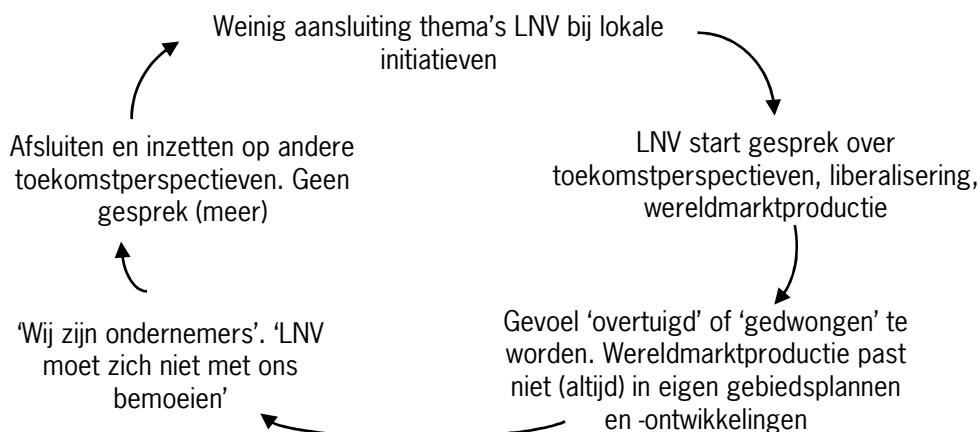 Weinig aansluiting thema's LNV bij lokale
initiatieven
LNV start gesprek over
toekomstperspectieven, liberalisering,
wereldmarktproductie
Gevoel ‘overtuigd’ of ‘gedwongen’ te
worden. Wereldmarktproductie past
niet (altijd) in eigen gebiedsplannen
en -ontwikkelingen
‘Wij zijn ondernemers’. ‘LNV
moet zich niet met ons
bemoeien’
Afsluiten en inzetten op andere
toekomstperspectieven. Geen
gesprek (meer)